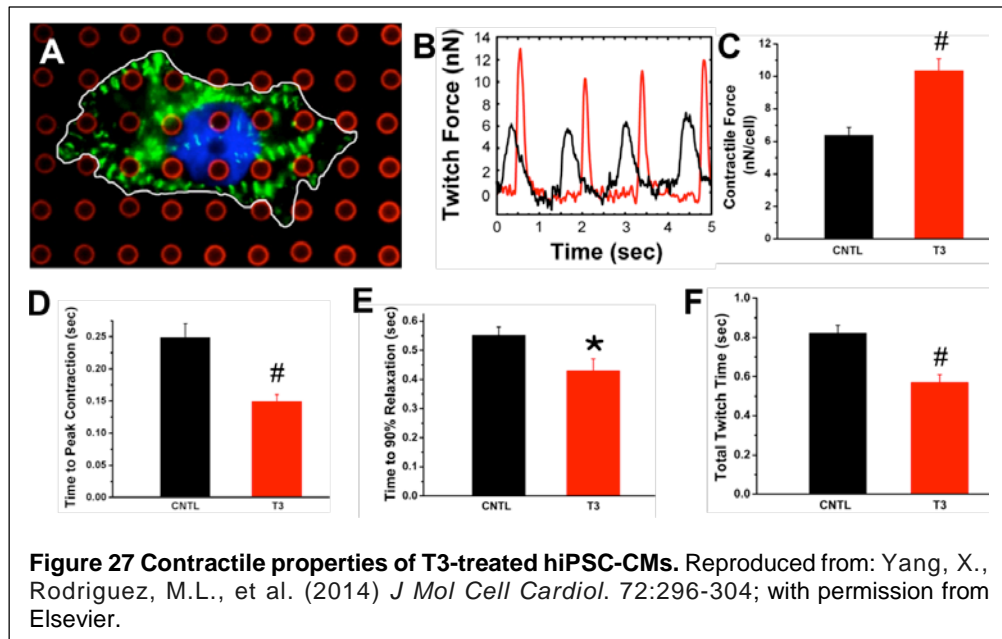 A
B
Twitch Force (nN)
14
12
10
8
6
4
2
0
0 1 2 3 4 5
Time (sec)
C
Contractile Force
(nN/cell)
12
10
8
6
4
2
0
#
CNTL T3
D
Time to Peak Contraction (sec)
0.25
0.20
0.15
0.10
0.05
0.00
#
CNTL T3
E
Time to 90% Relaxation (sec)
0.6
0.5
0.4
0.3
0.2
0.1
0.0
*
CNTL T3
F
Total Twitch Time (sec)
1.0
0.8
0.6
0.4
0.2
0.0
#
CNTL T3
Figure 27 Contractile properties of T3-treated hiPSC-CMs. Reproduced from: Yang, X.,
Rodriguez, M.L., et al. (2014) J Mol Cell Cardiol. 72:296-304; with permission from
Elsevier.